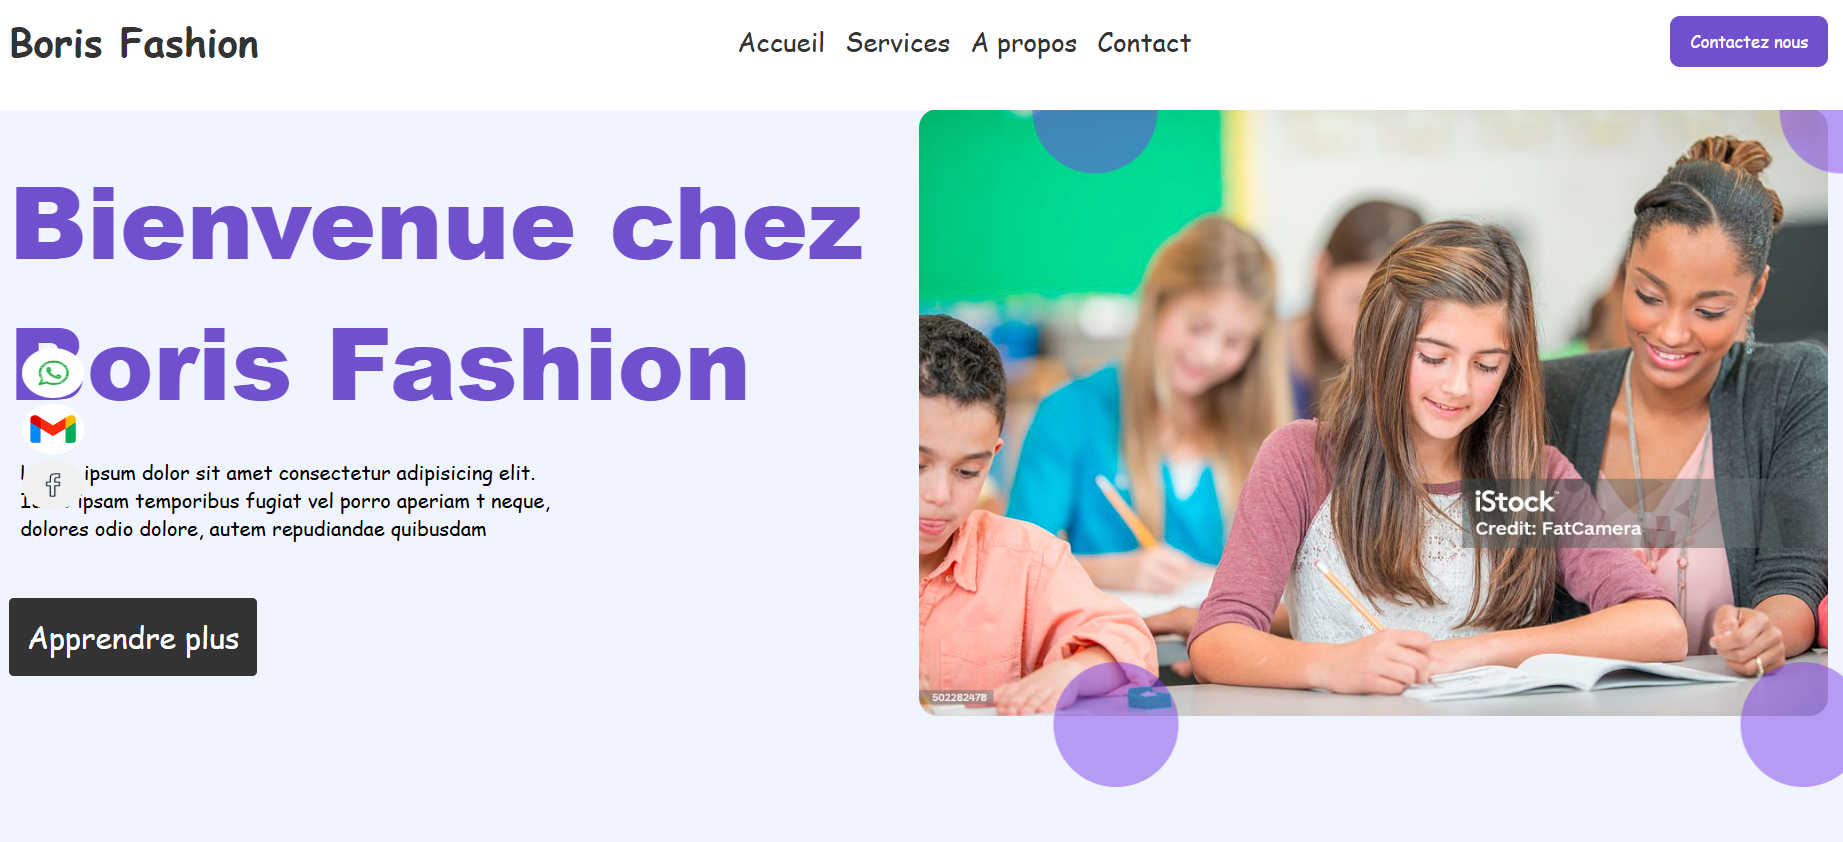 Boris Fashion
Accueil Services A propos Contact
Contactez nous
Bienvenue chez
Boris Fashion
ipsum dolor sit amet consectetur adipisicing elit.
ipsam temporibus fugiat vel porro aperiam t neque,
dolores odio dolore, autem repudiandae quibusdam
Apprendre plus
iStock
Credit: FatCamera
502282478